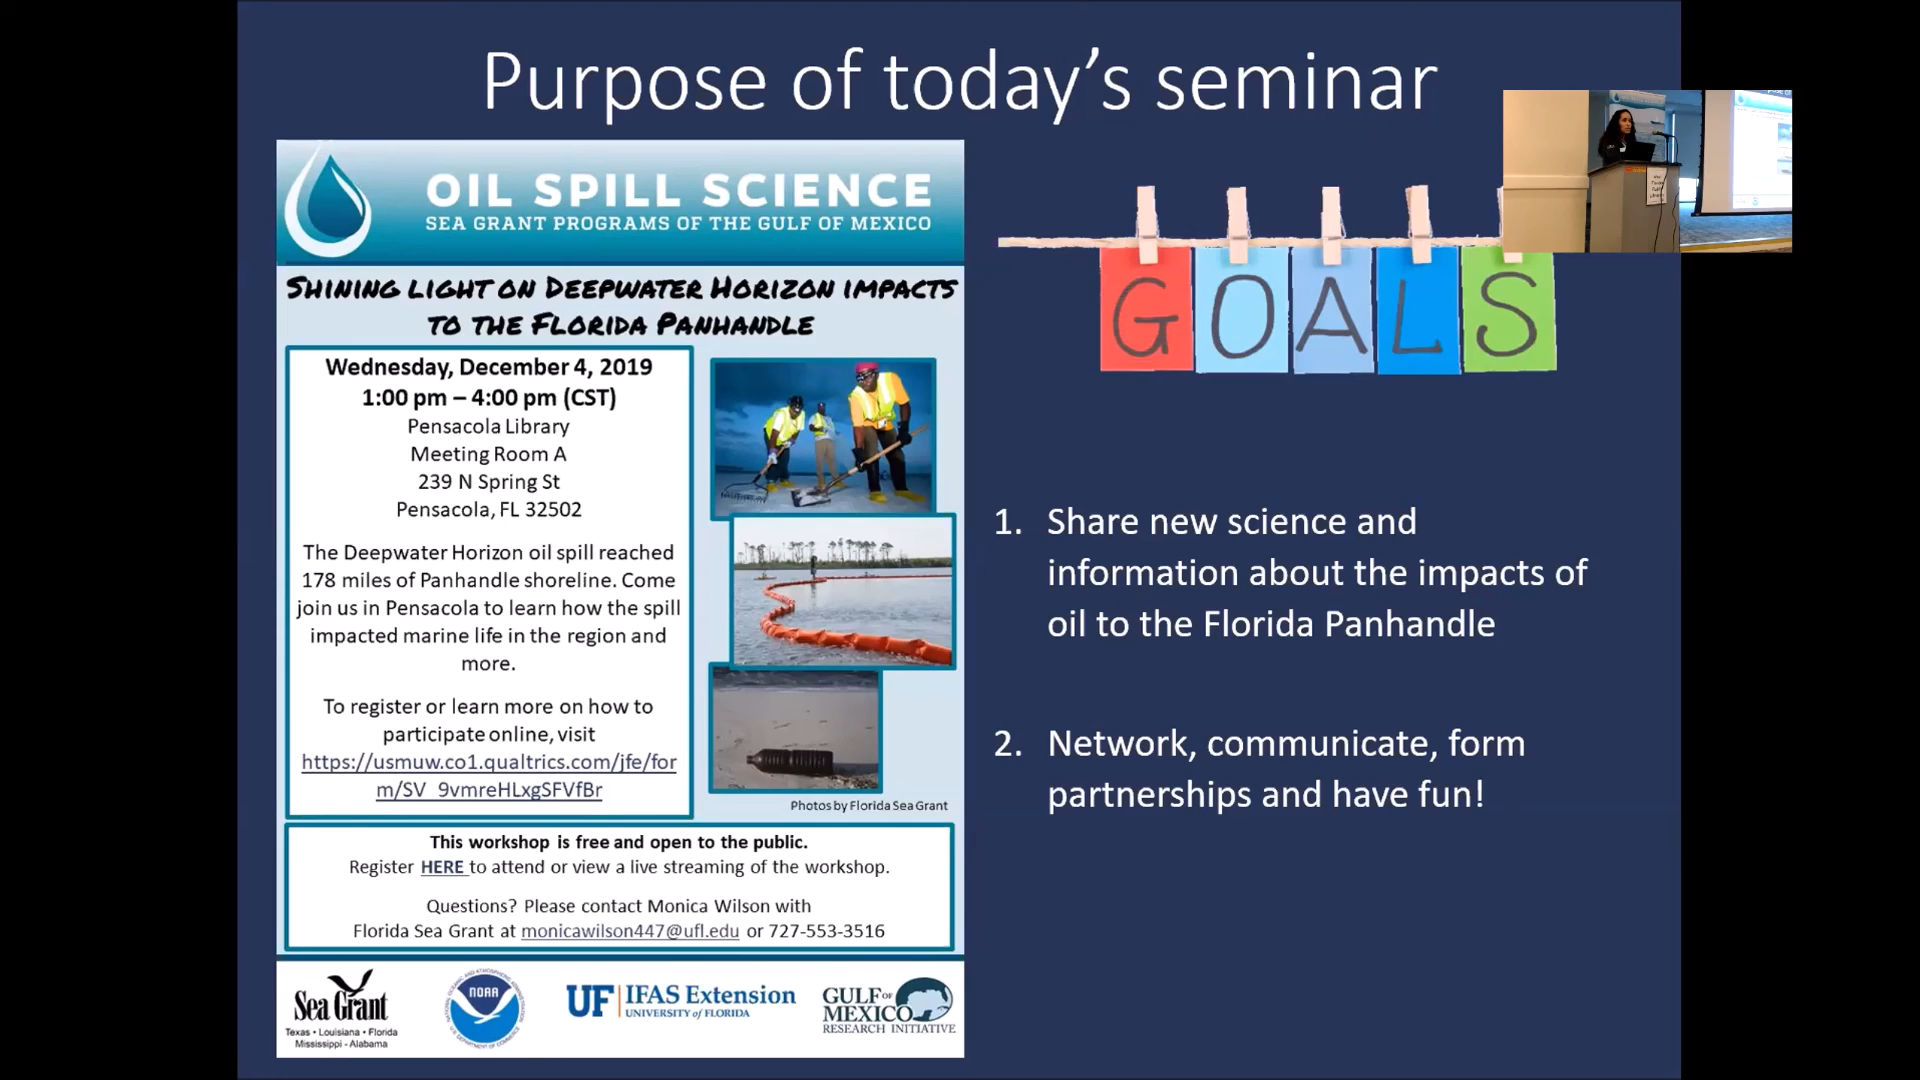 Purpose of today's seminar
OIL SPILL SCIENCE
SEA GRANT PROGRAMS OF THE GULF OF MEXICO
SHINING LIGHT ON DEEPWATER HORIZON IMPACTS
TO THE FLORIDA PANHANDLE
Wednesday, December 4, 2019
1:00 pm – 4:00 pm (CST)
Pensacola Library
Meeting Room A
239 N Spring St
Pensacola, FL 32502
The Deepwater Horizon oil spill reached
178 miles of Panhandle shoreline. Come
join us in Pensacola to learn how the spill
impacted marine life in the region and
more.
To register or learn more on how to
participate online, visit
https://usmuw.co1.qualtrics.com/jfe/for
m/SV_9vmreHLxgSFVfBr
Photos by Florida Sea Grant
This workshop is free and open to the public.
Register HERE to attend or view a live streaming of the workshop.
Questions? Please contact Monica Wilson with
Florida Sea Grant at monicawilson447@ufl.edu or 727-553-3516
Sea Grant
Texas • Louisiana • Florida
Mississippi - Alabama
NOAA
UF IFAS Extension
UNIVERSITY of FLORIDA
GULF OF
MEXICO
RESEARCH INITIATIVE
GOALS
1. Share new science and
information about the impacts of
oil to the Florida Panhandle
2. Network, communicate, form
partnerships and have fun!